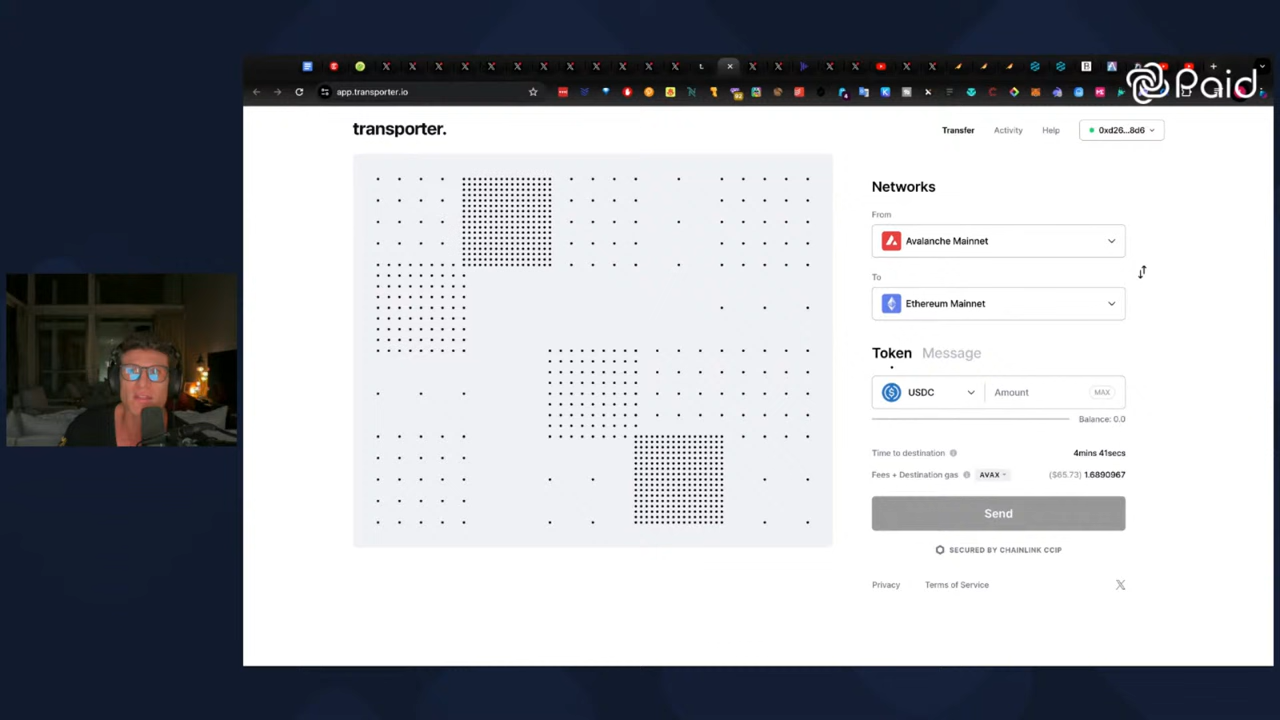 Paid
app.transporter.io
transporter.
Transfer
Activity
Help
0xd26...8d6
Networks
From
Avalanche Mainnet
To
Ethereum Mainnet
Token
Message
USDC
Amount
MAX
Balance: 0.0
Time to destination
4mins 41secs
Fees + Destination gas
AVAX
($65.73) 1.6890967
Send
SECURED BY CHAINLINK CCIP
Privacy
Terms of Service